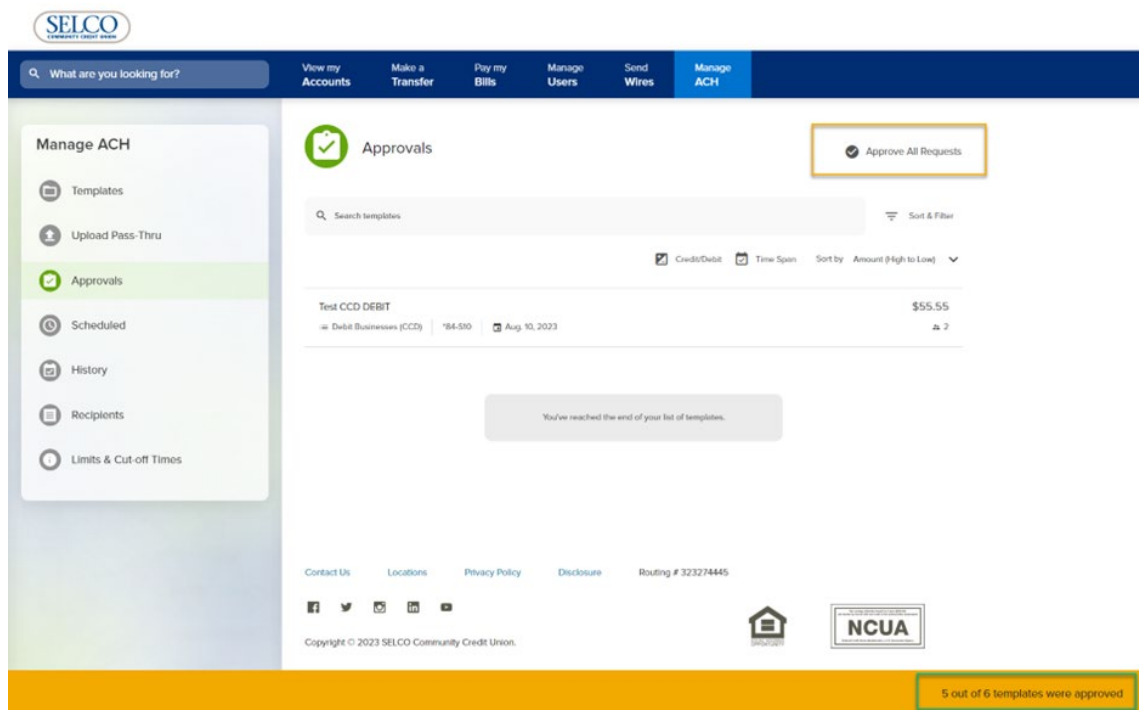 SELCO
COMMUNITY CREDIT UNION
What are you looking for?
View my Accounts
Make a Transfer
Pay my Bills
Manage Users
Send Wires
Manage ACH
Manage ACH
Templates
Upload Pass-Thru
Approvals
Scheduled
History
Recipients
Limits & Cut-off Times
Approvals
Approve All Requests
Search templates
Sort & Filter
Credit/Debit
Time Span
Sort by Amount (High to Low)
Test CCD DEBIT
$55.55
Debit Businesses (CCD) *84-S10 Aug. 10, 2023
2
You've reached the end of your list of templates.
Contact Us
Locations
Privacy Policy
Disclosure
Routing # 323274445
Copyright © 2023 SELCO Community Credit Union.
NCUA
5 out of 6 templates were approved